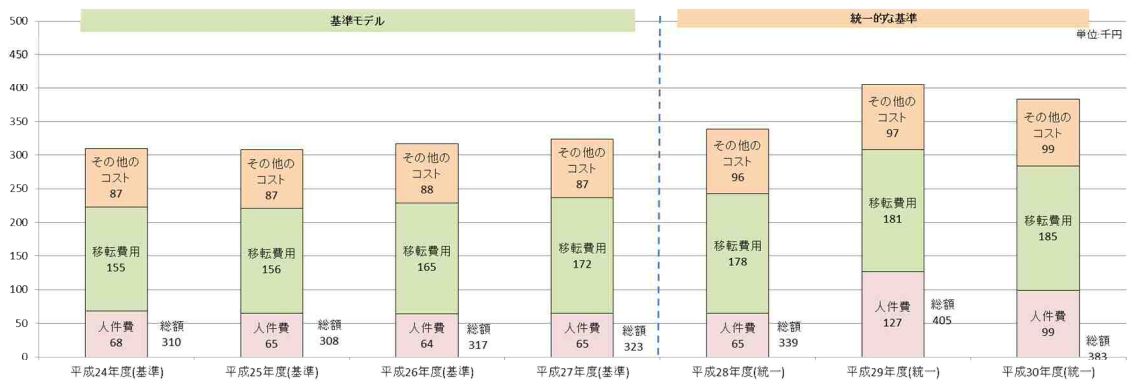 基準モデル
統一的な基準
単位:千円
500
450
400
350
300
250
200
150
100
50
0
その他の
コスト
87
移転費用
155
人件費
68
総額
310
その他の
コスト
87
移転費用
156
人件費
65
総額
308
その他の
コスト
88
移転費用
165
人件費
64
総額
317
その他の
コスト
87
移転費用
172
人件費
65
総額
323
その他の
コスト
96
移転費用
178
人件費
65
総額
339
その他の
コスト
97
移転費用
181
人件費
127
総額
405
その他の
コスト
99
移転費用
185
人件費
99
総額
383
平成24年度(基準)
平成25年度(基準)
平成26年度(基準)
平成27年度(基準)
平成28年度(統一)
平成29年度(統一)
平成30年度(統一)